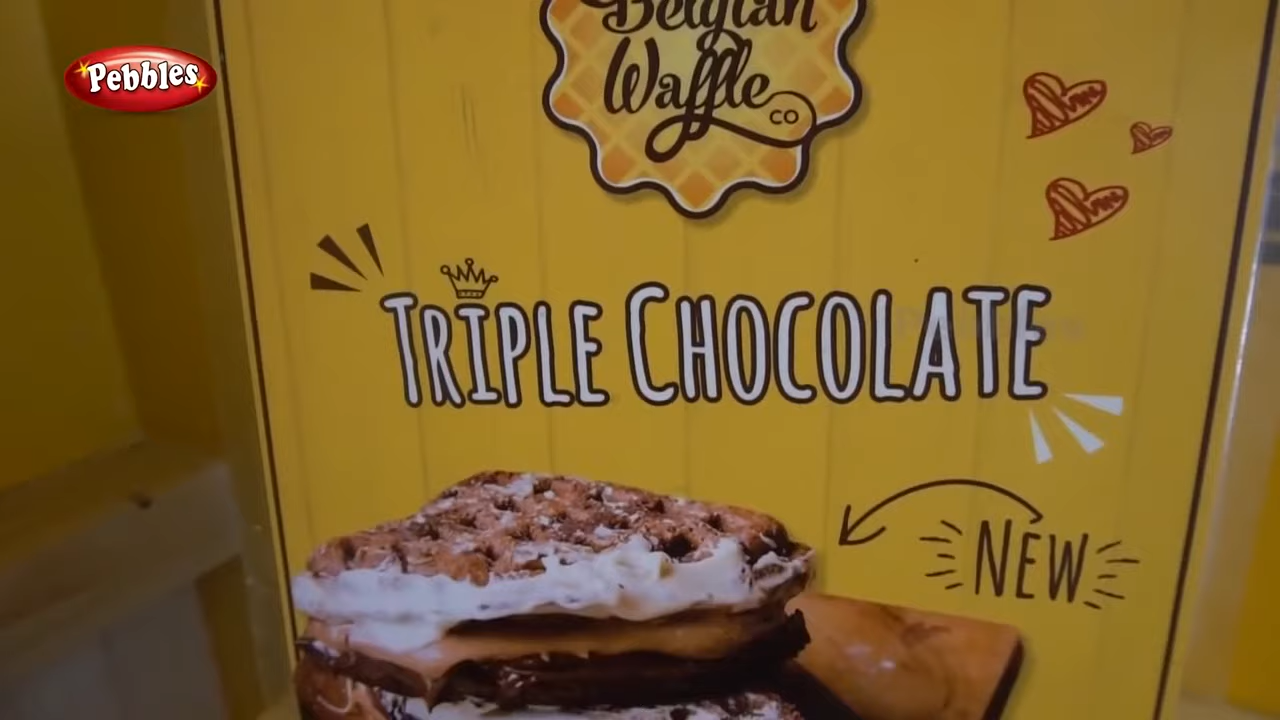 Pebbles
Belgian
Waffle
CO
TRIPLE CHOCOLATE
NEW